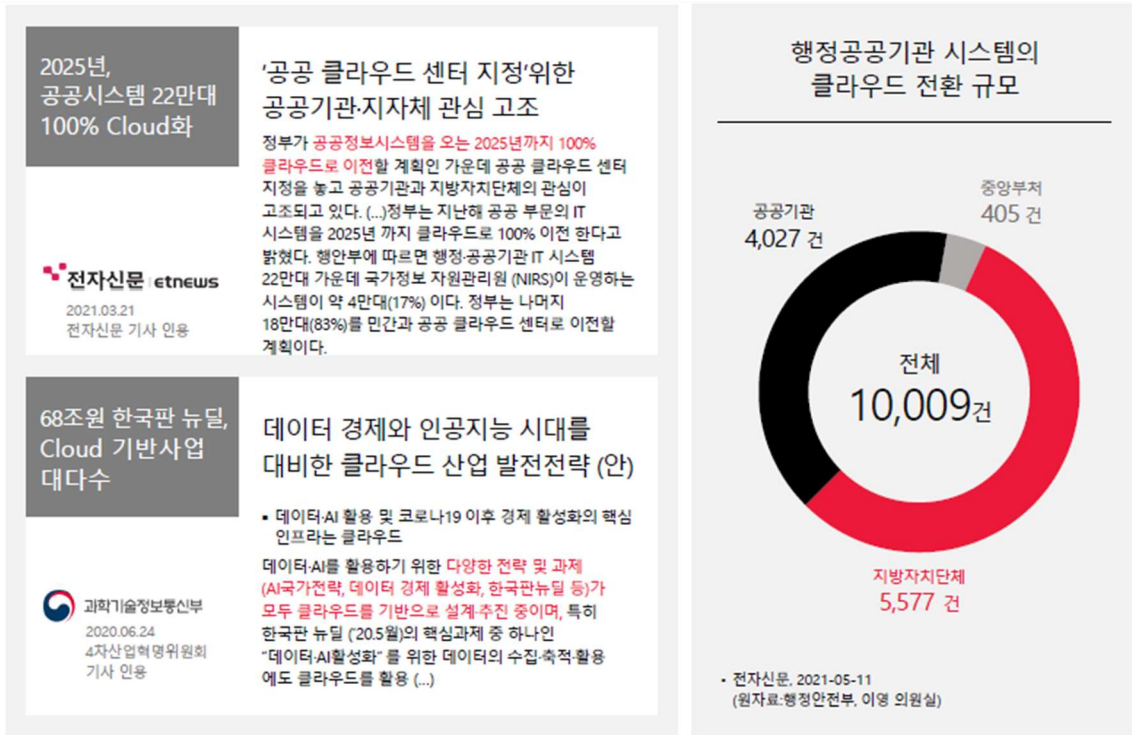 2025년,
공공시스템 22만대
100% Cloud화
전자신문 etnews
2021.03.21
전자신문 기사 인용
'공공 클라우드 센터 지정'위한
공공기관·지자체 관심 고조
정부가 공공정보시스템을 오는 2025년까지 100%
클라우드로 이전할 계획인 가운데 공공 클라우드 센터
지정을 놓고 공공기관과 지방자치단체의 관심이
고조되고 있다. (...)정부는 지난해 공공 부문의 IT
시스템을 2025년 까지 클라우드로 100% 이전 한다고
밝혔다. 행안부에 따르면 행정·공공기관 IT 시스템
22만대 가운데 국가정보 자원관리원 (NIRS)이 운영하는
시스템이 약 4만대(17%) 이다. 정부는 나머지
18만대(83%)를 민간과 공공 클라우드 센터로 이전할
계획이다.
68조원 한국판 뉴딜,
Cloud 기반사업
대다수
과학기술정보통신부
2020.06.24
4차산업혁명위원회
기사 인용
데이터 경제와 인공지능 시대를
대비한 클라우드 산업 발전전략 (안)
▪ 데이터·AI 활용 및 코로나19 이후 경제 활성화의 핵심
인프라는 클라우드
데이터·AI를 활용하기 위한 다양한 전략 및 과제
(AI국가전략, 데이터 경제 활성화, 한국판뉴딜 등)가
모두 클라우드를 기반으로 설계·추진 중이며, 특히
한국판 뉴딜 ('20.5월)의 핵심과제 중 하나인
"데이터·AI활성화" 를 위한 데이터의 수집·축적·활용
에도 클라우드를 활용 (...)
행정공공기관 시스템의
클라우드 전환 규모
중앙부처
405 건
공공기관
4,027 건
전체
10,009건
지방자치단체
5,577 건
▪ 전자신문, 2021-05-11
(원자료:행정안전부, 이영 의원실)